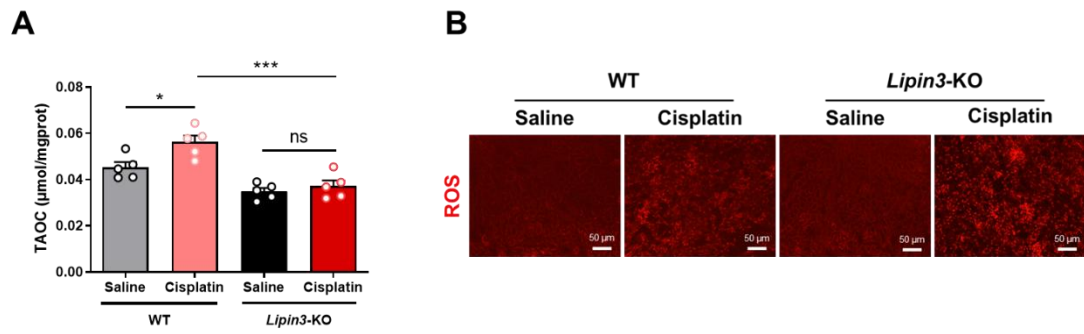 A
TAOC (μmol/mgprot)
0.08
0.06
0.04
0.02
0.00
*
***
ns
Saline
Cisplatin
Saline
Cisplatin
WT
Lipin3-KO
B
WT
Lipin3-KO
Saline
Cisplatin
Saline
Cisplatin
ROS
50 μm
50 μm
50 μm
50 μm